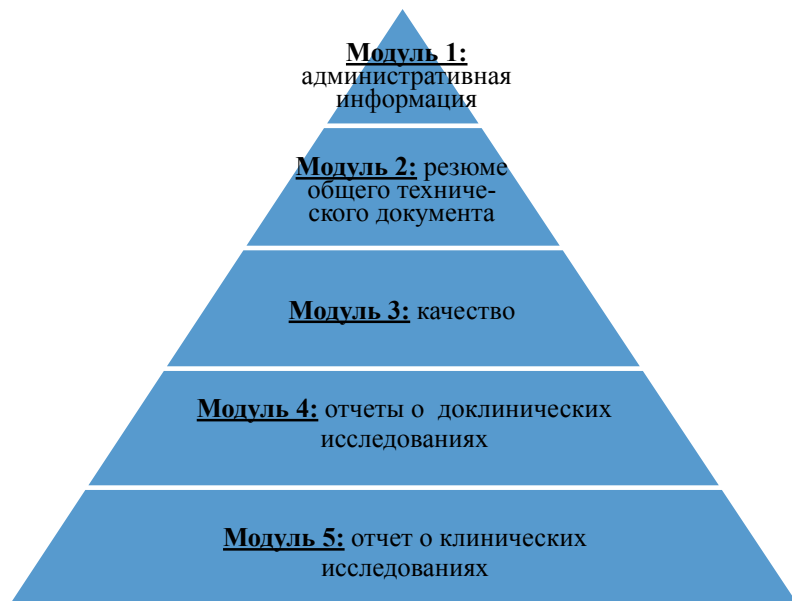 Модуль 1:
административная
информация
Модуль 2: резюме
общего техниче-
ского документа
Модуль 3: качество
Модуль 4: отчеты о доклинических
исследованиях
Модуль 5: отчет о клинических
исследованиях